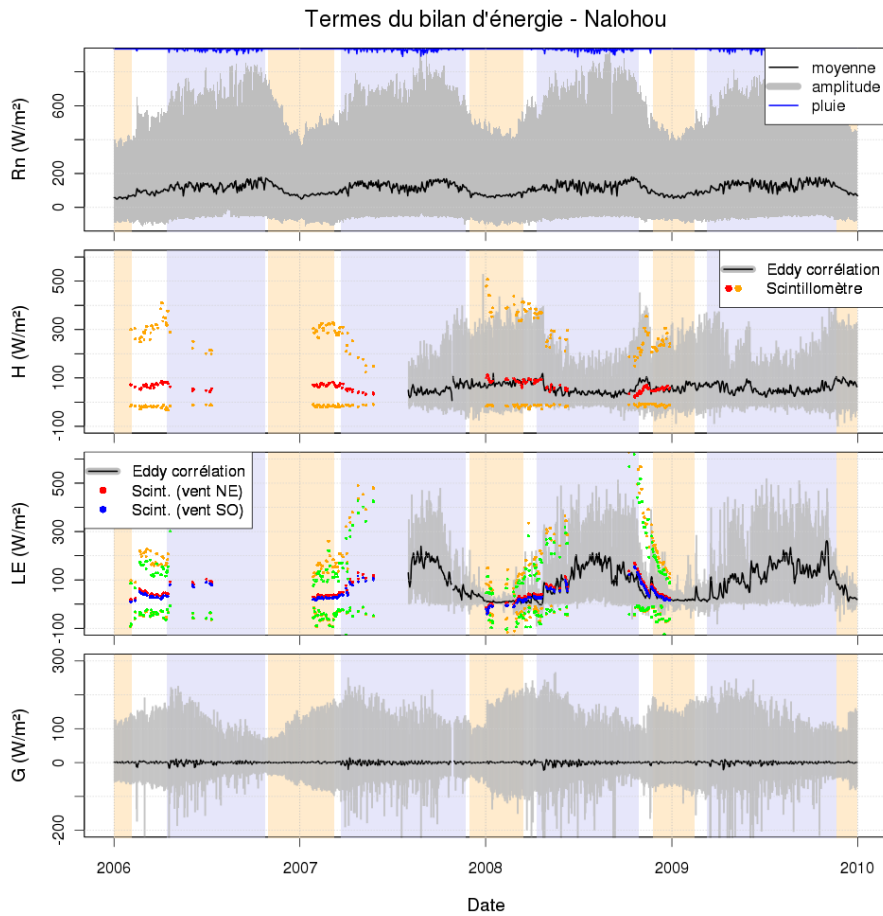 Termes du bilan d'énergie - Nalohou
Rn (W/m²)
600
200
0
moyenne
amplitude
pluie
H (W/m²)
500
300
100
-100
Eddy corrélation
Scintillomètre
LE (W/m²)
500
300
100
-100
Eddy corrélation
Scint. (vent NE)
Scint. (vent SO)
G (W/m²)
300
100
0
-200
2006 2007 2008 2009 2010
Date